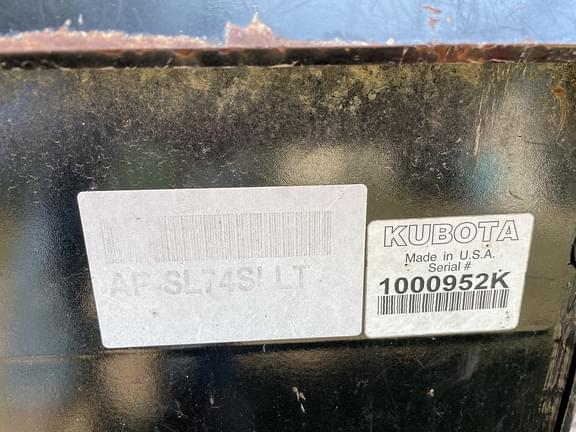 AP-SL74SLLT
KUBOTA
Made in U.S.A.
Serial #
1000952K